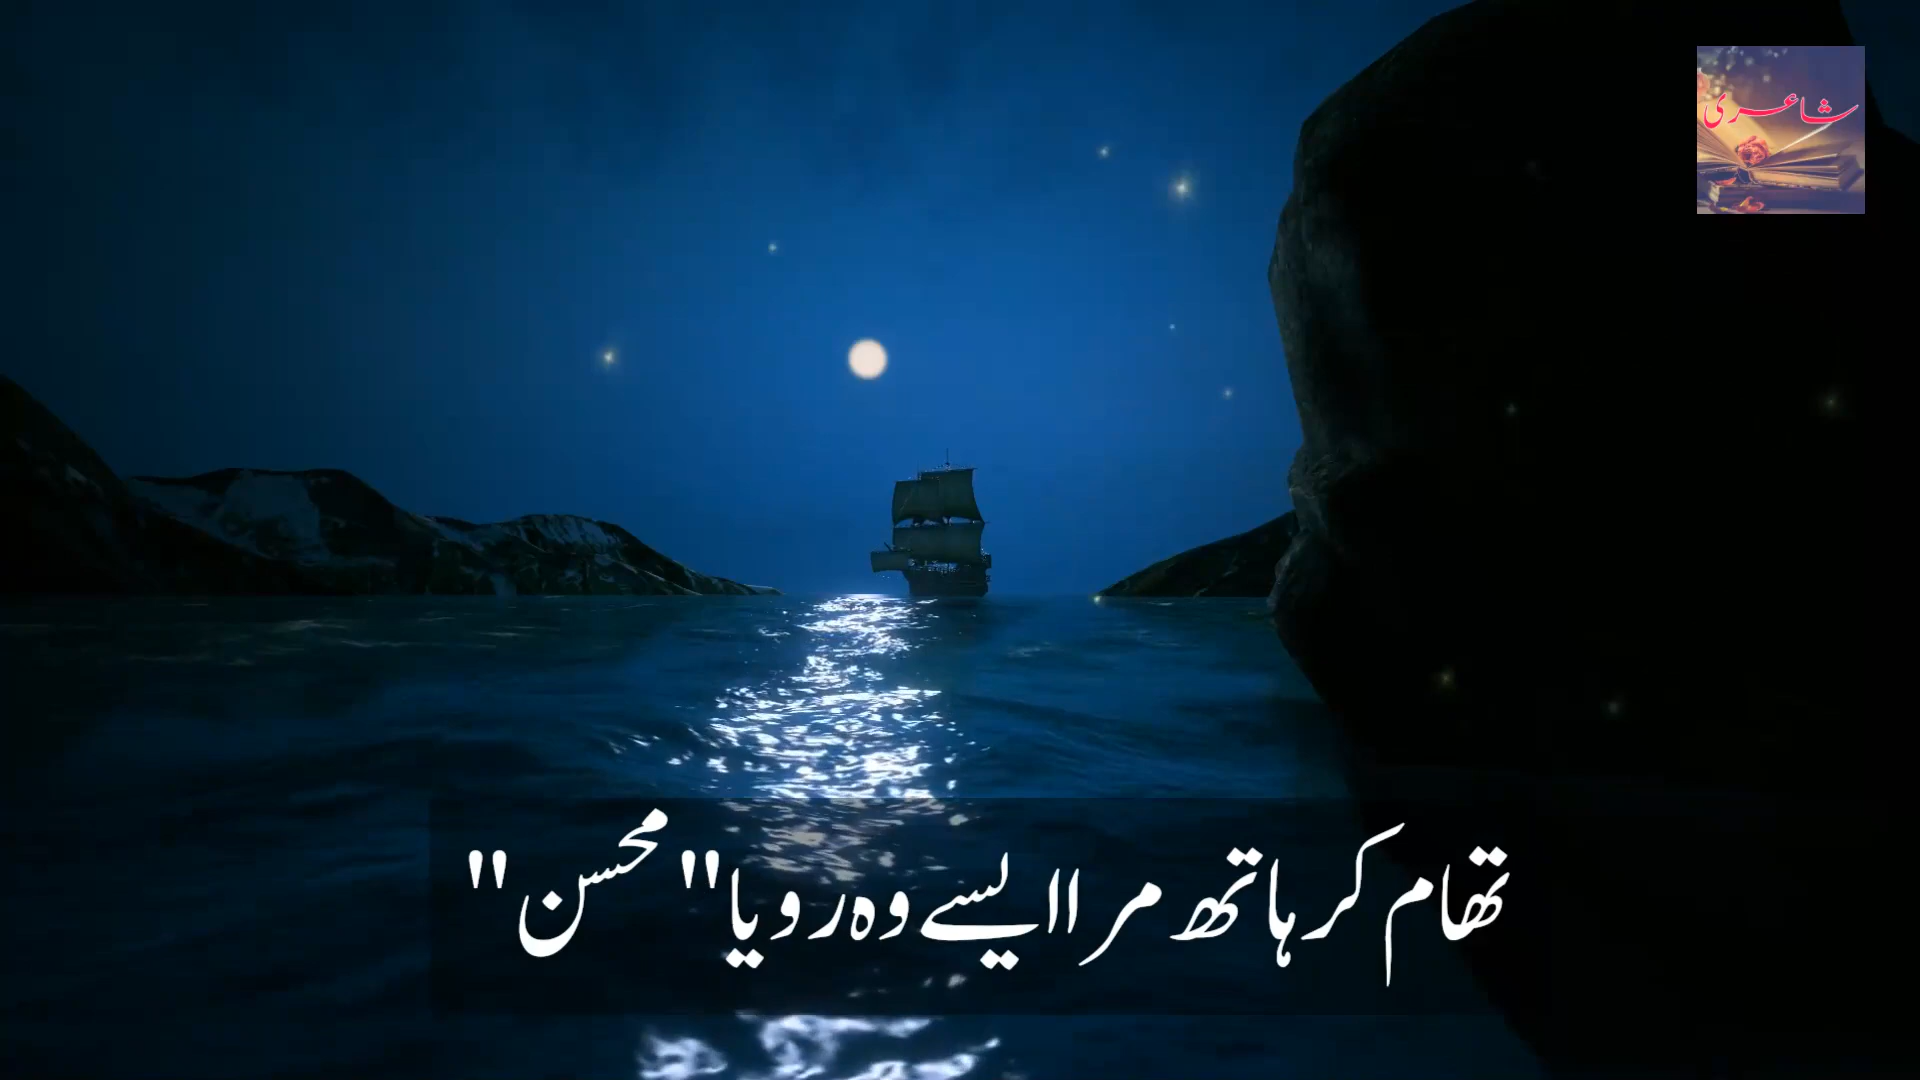 شاعری
تھام کر ہاتھ مرا ایسے وہ رویا "محسن"